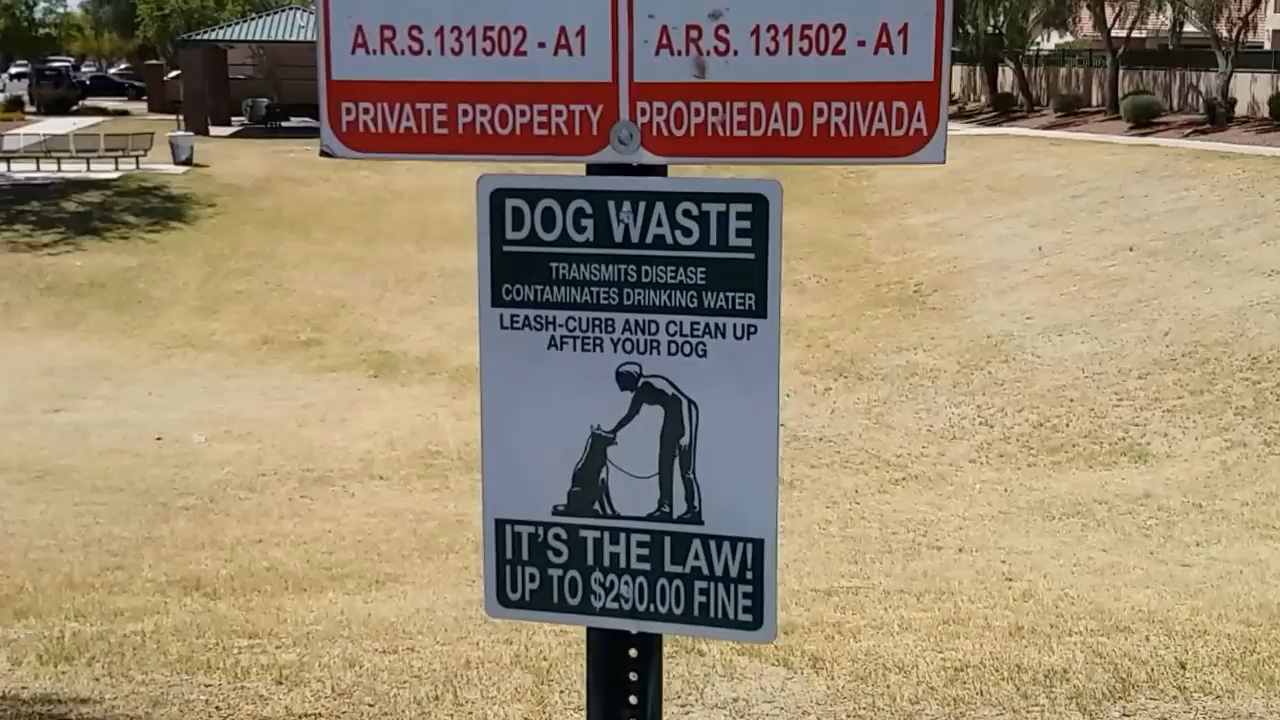 A.R.S.131502 - A1
PRIVATE PROPERTY
A.R.S. 131502 - A1
PROPRIEDAD PRIVADA
DOG WASTE
TRANSMITS DISEASE
CONTAMINATES DRINKING WATER
LEASH-CURB AND CLEAN UP
AFTER YOUR DOG
IT'S THE LAW!
UP TO $290.00 FINE